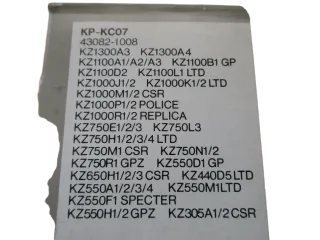 KP-KC07
43082-1008
KZ1300A3 KZ1300A4
KZ1100A1/A2/A3 KZ1100B1 GP
KZ1100D2 KZ1100L1 LTD
KZ1000J1/2 KZ1000K1/2 LTD
KZ1000M1/2 CSR
KZ1000P1/2 POLICE
KZ1000R1/2 REPLICA
KZ750E1/2/3 KZ750L3
KZ750H1/2/3/4 LTD
KZ750M1 CSR KZ750N1/2
KZ750R1 GPZ KZ550D1 GP
KZ650H1/2/3 CSR KZ440D5 LTD
KZ550A1/2/3/4 KZ550M1LTD
KZ550F1 SPECTER
KZ550H1/2 GPZ KZ305A1/2 CSR